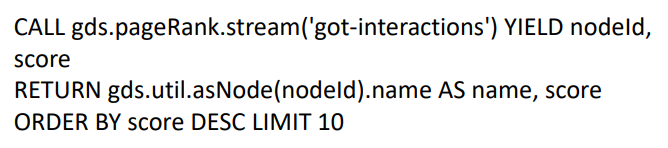 CALL gds.pageRank.stream('got-interactions') YIELD nodeId,
score
RETURN gds.util.asNode(nodeId).name AS name, score
ORDER BY score DESC LIMIT 10